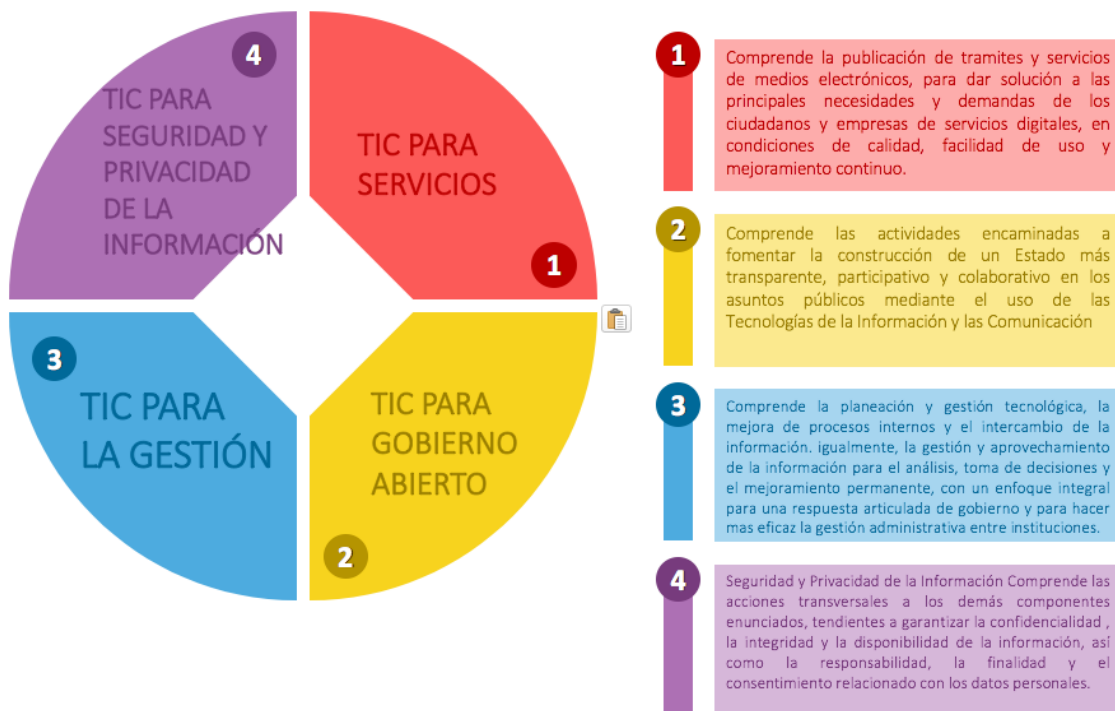 4
TIC PARA
SEGURIDAD Y
PRIVACIDAD
DE LA
INFORMACIÓN
TIC PARA
SERVICIOS
1
3
TIC PARA
LA GESTIÓN
TIC PARA
GOBIERNO
ABIERTO
2
1
Comprende la publicación de tramites y servicios
de medios electrónicos, para dar solución a las
principales necesidades y demandas de los
ciudadanos y empresas de servicios digitales, en
condiciones de calidad, facilidad de uso y
mejoramiento continuo.
2
Comprende las actividades encaminadas a
fomentar la construcción de un Estado más
transparente, participativo y colaborativo en los
asuntos públicos mediante el uso de las
Tecnologías de la Información y las Comunicación
3
Comprende la planeación y gestión tecnológica, la
mejora de procesos internos y el intercambio de la
información. igualmente, la gestión y aprovechamiento
de la información para el análisis, toma de decisiones y
el mejoramiento permanente, con un enfoque integral
para una respuesta articulada de gobierno y para hacer
mas eficaz la gestión administrativa entre instituciones.
4
Seguridad y Privacidad de la Información Comprende las
acciones transversales a los demás componentes
enunciados, tendientes a garantizar la confidencialidad ,
la integridad y la disponibilidad de la información, así
como la responsabilidad, la finalidad y el
consentimiento relacionado con los datos personales.